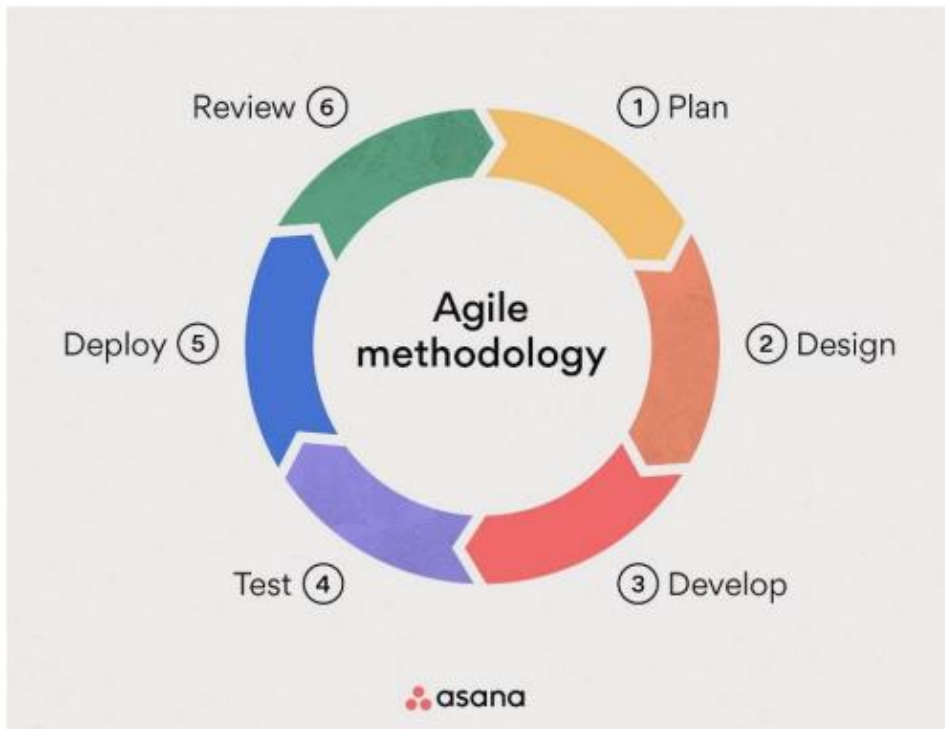 Agile
methodology
1 Plan
2 Design
3 Develop
Test 4
Deploy 5
Review 6
asana